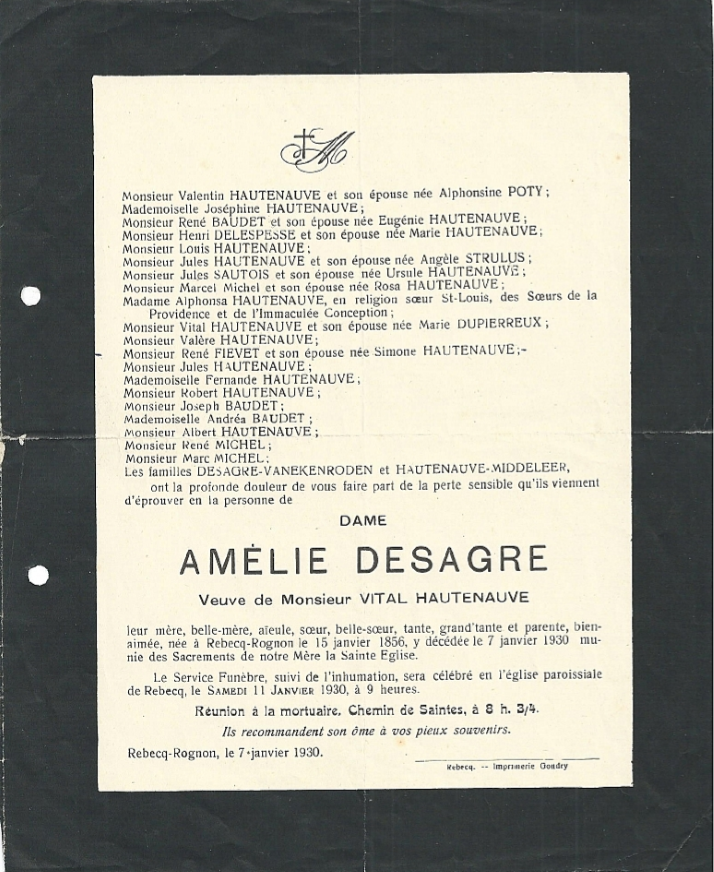 M
Monsieur Valentin HAUTENAUVE et son épouse née Alphonsine POTY ;
Mademoiselle Joséphine HAUTENAUVE ;
Monsieur René BAUDET et son épouse née Eugénie HAUTENAUVE ;
Monsieur Henri DELESPESSE et son épouse née Marie HAUTENAUVE ;
Monsieur Louis HAUTENAUVE ;
Monsieur Jules HAUTENAUVE et son épouse née Angèle STRULUS ;
Monsieur Jules SAUTOIS et son épouse née Ursule HAUTENAUVE ;
Monsieur Marcel Michel et son épouse née Rosa HAUTENAUVE ;
Madame Alphonsa HAUTENAUVE, en religion sœur St-Louis, des Sœurs de la
Providence et de l'Immaculée Conception ;
Monsieur Vital HAUTENAUVE et son épouse née Marie DUPIERREUX ;
Monsieur Valère HAUTENAUVE ;
Monsieur René FIEVET et son épouse née Simone HAUTENAUVE ;-
Monsieur Jules HAUTENAUVE ;
Mademoiselle Fernande HAUTENAUVE ;
Monsieur Robert HAUTENAUVE ;
Monsieur Joseph BAUDET ;
Mademoiselle Andréa BAUDET ;
Monsieur Albert HAUTENAUVE ;
Monsieur René MICHEL ;
Monsieur Marc MICHEL ;
Les familles DESAGRE-VANEKENRODEN et HAUTENAUVE-MIDDELEER,
ont la profonde douleur de vous faire part de la perte sensible qu'ils viennent
d'éprouver en la personne de
DAME
AMÉLIE DESAGRE
Veuve de Monsieur VITAL HAUTENAUVE
leur mère, belle-mère, aïeule, sœur, belle-sœur, tante, grand'tante et parente, bien-
aimée, née à Rebecq-Rognon le 15 janvier 1856, y décédée le 7 janvier 1930 mu-
nie des Sacrements de notre Mère la Sainte Eglise.
Le Service Funèbre, suivi de l'inhumation, sera célébré en l'église paroissiale
de Rebecq, le SAMEDI 11 JANVIER 1930, à 9 heures.
Réunion à la mortuaire, Chemin de Saintes, à 8 h. 3/4.
Ils recommandent son âme à vos pieux souvenirs.
Rebecq-Rognon, le 7 janvier 1930.
Rebecq. -- Imprimerie Goudry